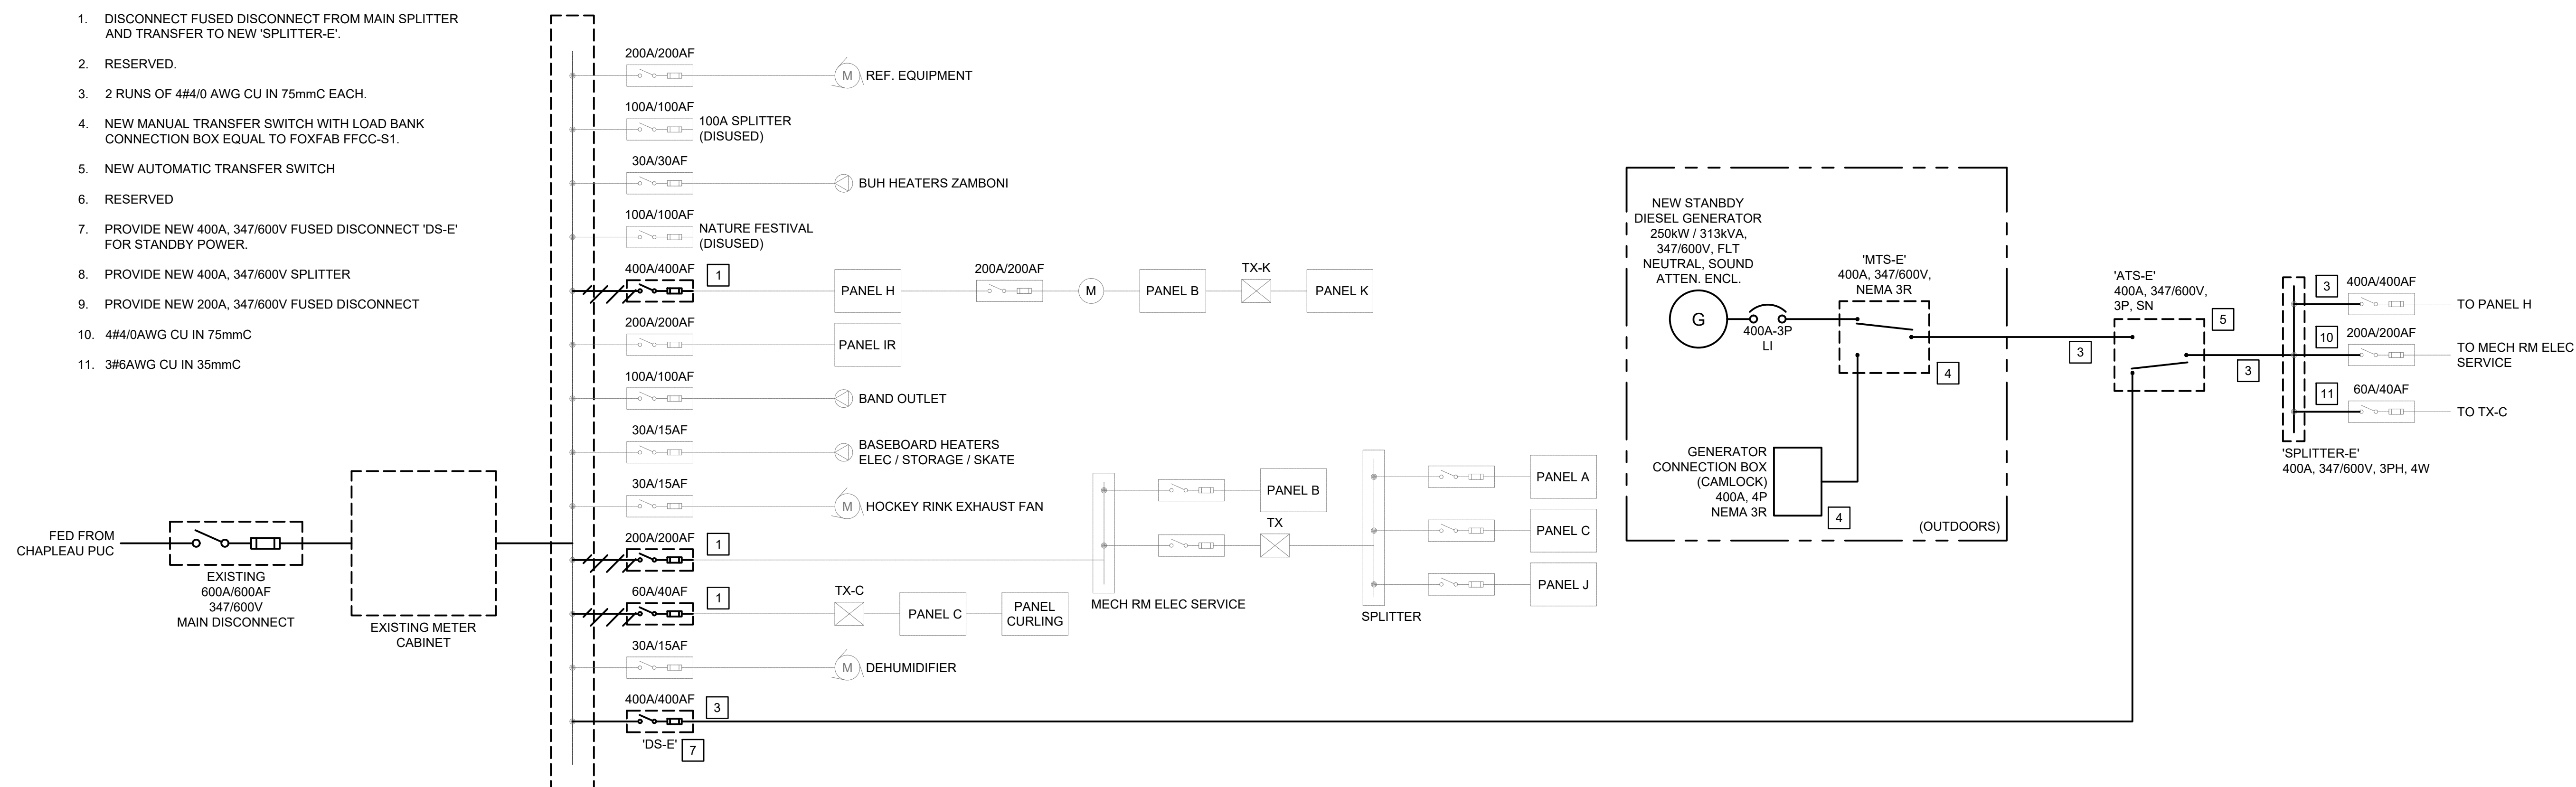 1. DISCONNECT FUSED DISCONNECT FROM MAIN SPLITTER
AND TRANSFER TO NEW 'SPLITTER-E'.
2. RESERVED.
3. 2 RUNS OF 4#4/0 AWG CU IN 75mmC EACH.
4. NEW MANUAL TRANSFER SWITCH WITH LOAD BANK
CONNECTION BOX EQUAL TO FOXFAB FFCC-S1.
5. NEW AUTOMATIC TRANSFER SWITCH
6. RESERVED
7. PROVIDE NEW 400A, 347/600V FUSED DISCONNECT 'DS-E'
FOR STANDBY POWER.
8. PROVIDE NEW 400A, 347/600V SPLITTER
9. PROVIDE NEW 200A, 347/600V FUSED DISCONNECT
10. 4#4/0AWG CU IN 75mmC
11. 3#6AWG CU IN 35mmC
FED FROM
CHAPLEAU PUC
EXISTING
600A/600AF
347/600V
MAIN DISCONNECT
EXISTING METER
CABINET
200A/200AF
M
REF. EQUIPMENT
100A/100AF
100A SPLITTER
(DISUSED)
30A/30AF
BUH HEATERS ZAMBONI
100A/100AF
NATURE FESTIVAL
(DISUSED)
400A/400AF
1
PANEL H
200A/200AF
M
PANEL B
TX-K
PANEL K
200A/200AF
PANEL IR
100A/100AF
BAND OUTLET
30A/15AF
BASEBOARD HEATERS
ELEC / STORAGE / SKATE
30A/15AF
M
HOCKEY RINK EXHAUST FAN
200A/200AF
1
MECH RM ELEC SERVICE
PANEL B
TX
SPLITTER
PANEL A
PANEL C
PANEL J
60A/40AF
1
TX-C
PANEL C
PANEL
CURLING
30A/15AF
M
DEHUMIDIFIER
400A/400AF
3
'DS-E'
7
NEW STANBDY
DIESEL GENERATOR
250kW / 313kVA,
347/600V, FLT
NEUTRAL, SOUND
ATTEN. ENCL.
G
400A-3P
LI
'MTS-E'
400A, 347/600V,
NEMA 3R
4
GENERATOR
CONNECTION BOX
(CAMLOCK)
400A, 4P
NEMA 3R
4
(OUTDOORS)
3
'ATS-E'
400A, 347/600V,
3P, SN
5
3
3
400A/400AF
TO PANEL H
10
200A/200AF
TO MECH RM ELEC
SERVICE
11
60A/40AF
TO TX-C
'SPLITTER-E'
400A, 347/600V, 3PH, 4W